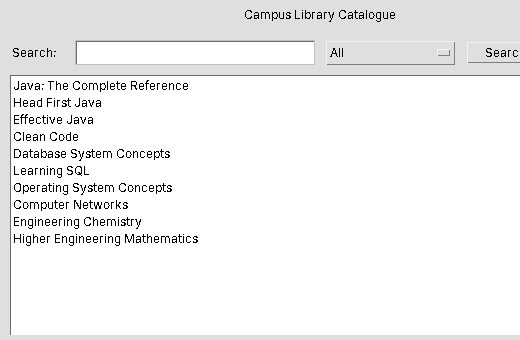 Campus Library Catalogue
Search: All Searc
Java: The Complete Reference
Head First Java
Effective Java
Clean Code
Database System Concepts
Learning SQL
Operating System Concepts
Computer Networks
Engineering Chemistry
Higher Engineering Mathematics